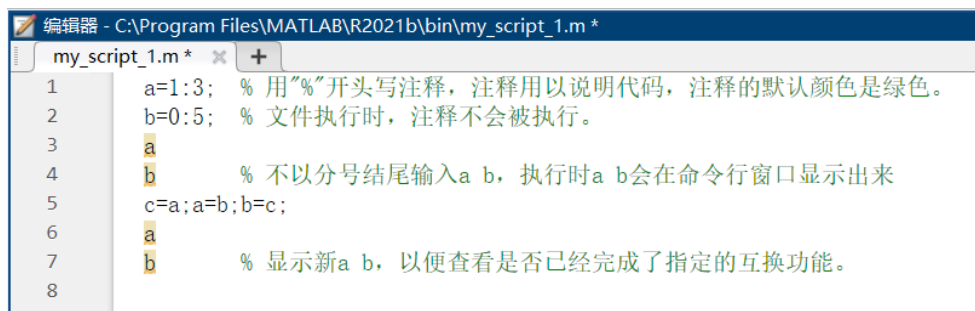 编辑器 - C:\Program Files\MATLAB\R2021b\bin\my_script_1.m *
my_script_1.m * × +
1 a=1:3; % 用"%"开头写注释，注释用以说明代码，注释的默认颜色是绿色。
2 b=0:5; % 文件执行时，注释不会被执行。
3 a
4 b % 不以分号结尾输入a b，执行时a b会在命令行窗口显示出来
5 c=a;a=b;b=c;
6 a
7 b % 显示新a b，以便查看是否已经完成了指定的互换功能。
8